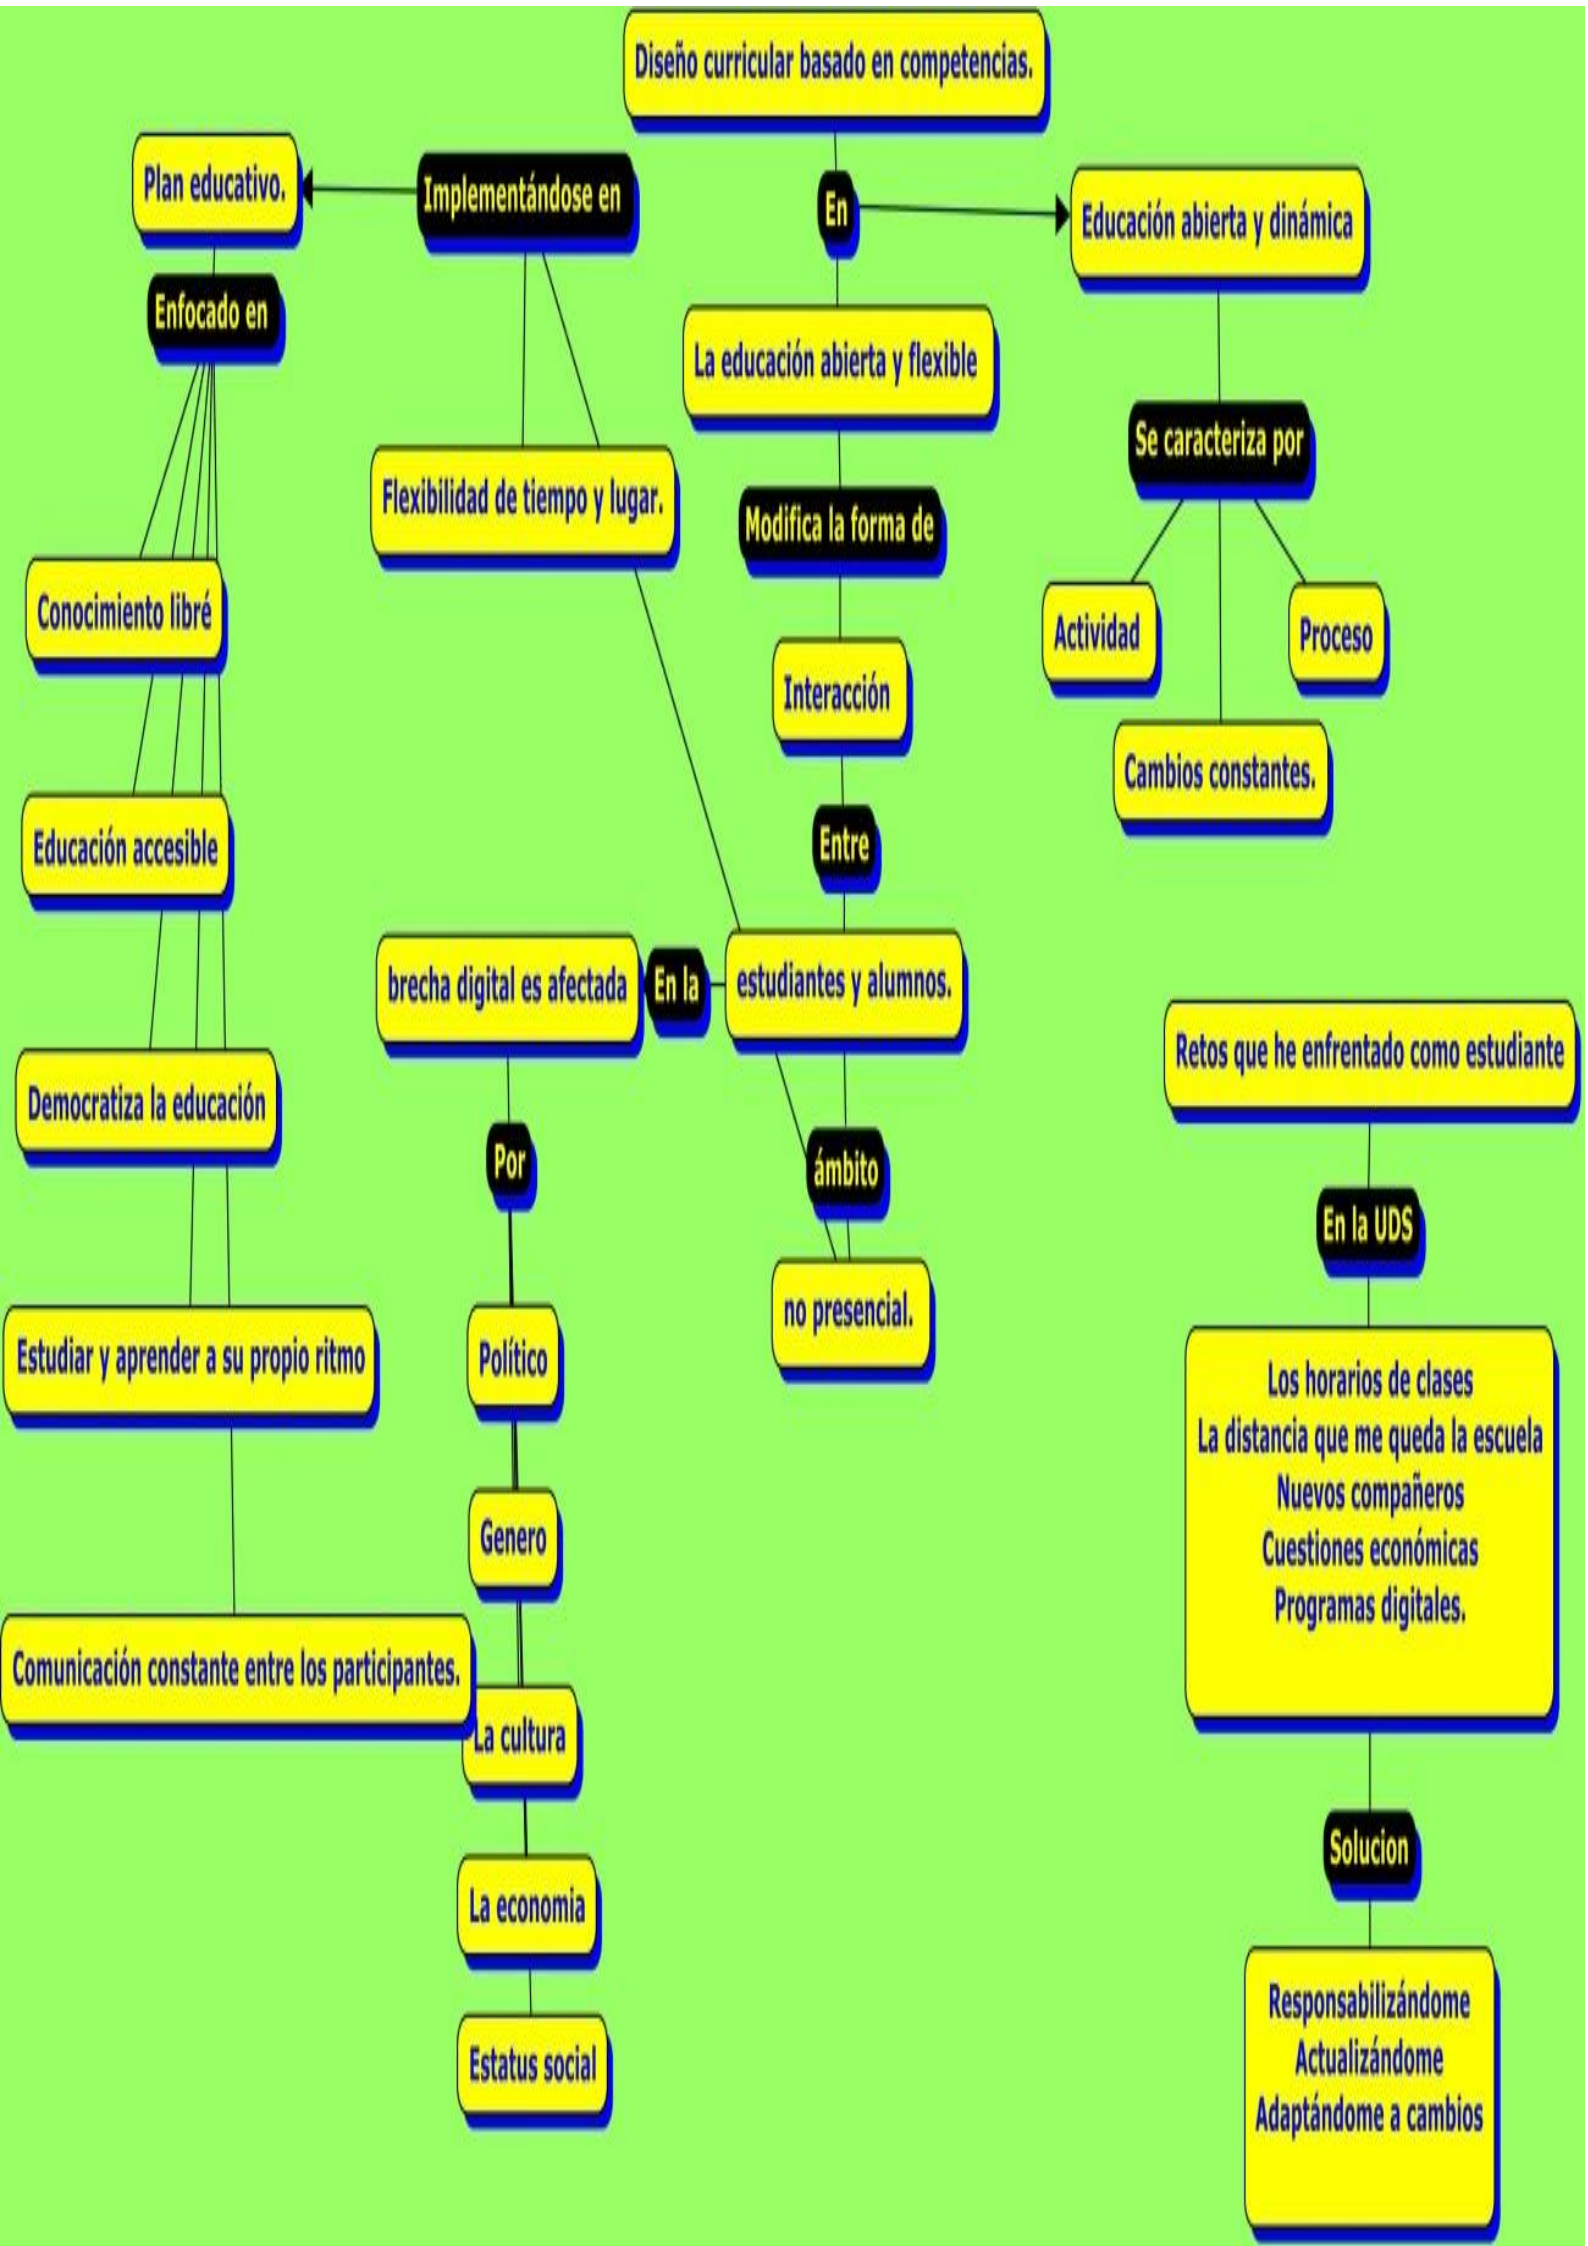 Diseño curricular basado en competencias.
Plan educativo.
Implementándose en
En
Educación abierta y dinámica
Enfocado en
La educación abierta y flexible
Se caracteriza por
Flexibilidad de tiempo y lugar.
Modifica la forma de
Conocimiento libré
Actividad
Proceso
Interacción
Cambios constantes.
Educación accesible
Entre
brecha digital es afectada
En la
estudiantes y alumnos.
Retos que he enfrentado como estudiante
Democratiza la educación
Por
ámbito
En la UDS
no presencial.
Estudiar y aprender a su propio ritmo
Político
Los horarios de clases
La distancia que me queda la escuela
Nuevos compañeros
Cuestiones económicas
Programas digitales.
Genero
Comunicación constante entre los participantes.
La cultura
Solucion
La economia
Responsabilizándome
Actualizándome
Adaptándome a cambios
Estatus social